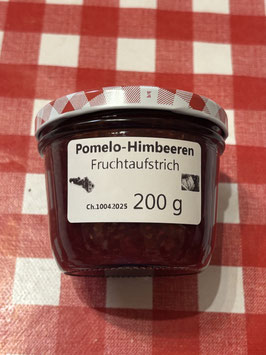 Pomelo-Himbeeren
Fruchtaufstrich
Ch.10042025 200 g